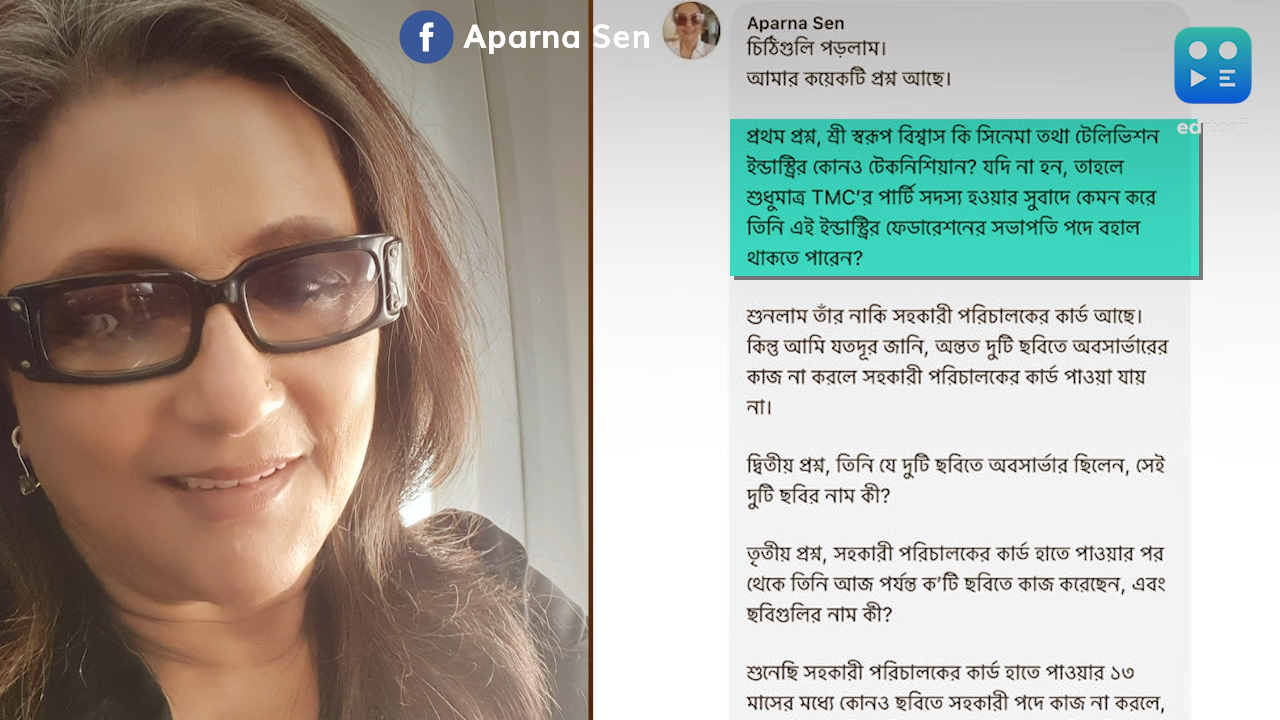 f Aparna Sen
Aparna Sen
চিঠিগুলি পড়লাম।
আমার কয়েকটি প্রশ্ন আছে।
প্রথম প্রশ্ন, শ্রী স্বরূপ বিশ্বাস কি সিনেমা তথা টেলিভিশন
ইন্ডাস্ট্রির কোনও টেকনিশিয়ান? যদি না হন, তাহলে
শুধুমাত্র TMC’র পার্টি সদস্য হওয়ার সুবাদে কেমন করে
তিনি এই ইন্ডাস্ট্রির ফেডারেশনের সভাপতি পদে বহাল
থাকতে পারেন?
শুনলাম তাঁর নাকি সহকারী পরিচালকের কার্ড আছে।
কিন্তু আমি যতদূর জানি, অন্তত দুটি ছবিতে অবসার্ভারের
কাজ না করলে সহকারী পরিচালকের কার্ড পাওয়া যায়
না।
দ্বিতীয় প্রশ্ন, তিনি যে দুটি ছবিতে অবসার্ভার ছিলেন, সেই
দুটি ছবির নাম কী?
তৃতীয় প্রশ্ন, সহকারী পরিচালকের কার্ড হাতে পাওয়ার পর
থেকে তিনি আজ পর্যন্ত ক’টি ছবিতে কাজ করেছেন, এবং
ছবিগুলির নাম কী?
শুনেছি সহকারী পরিচালকের কার্ড হাতে পাওয়ার ১৩
মাসের মধ্যে কোনও ছবিতে সহকারী পদে কাজ না করলে,